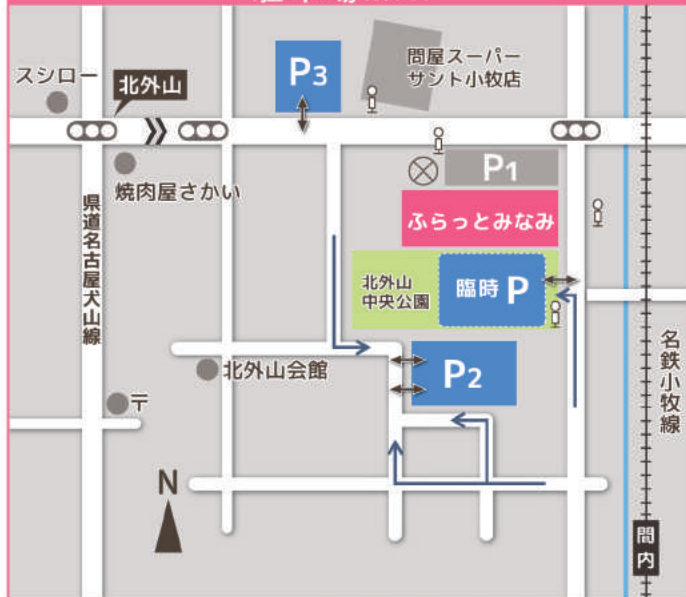 スシロー
北外山
P3
問屋スーパー
サント小牧店
焼肉屋さかい
P1
ふらっとみなみ
県道名古屋犬山線
北外山
中央公園
臨時 P
名鉄小牧線
北外山会館
P2
〒
N
間内